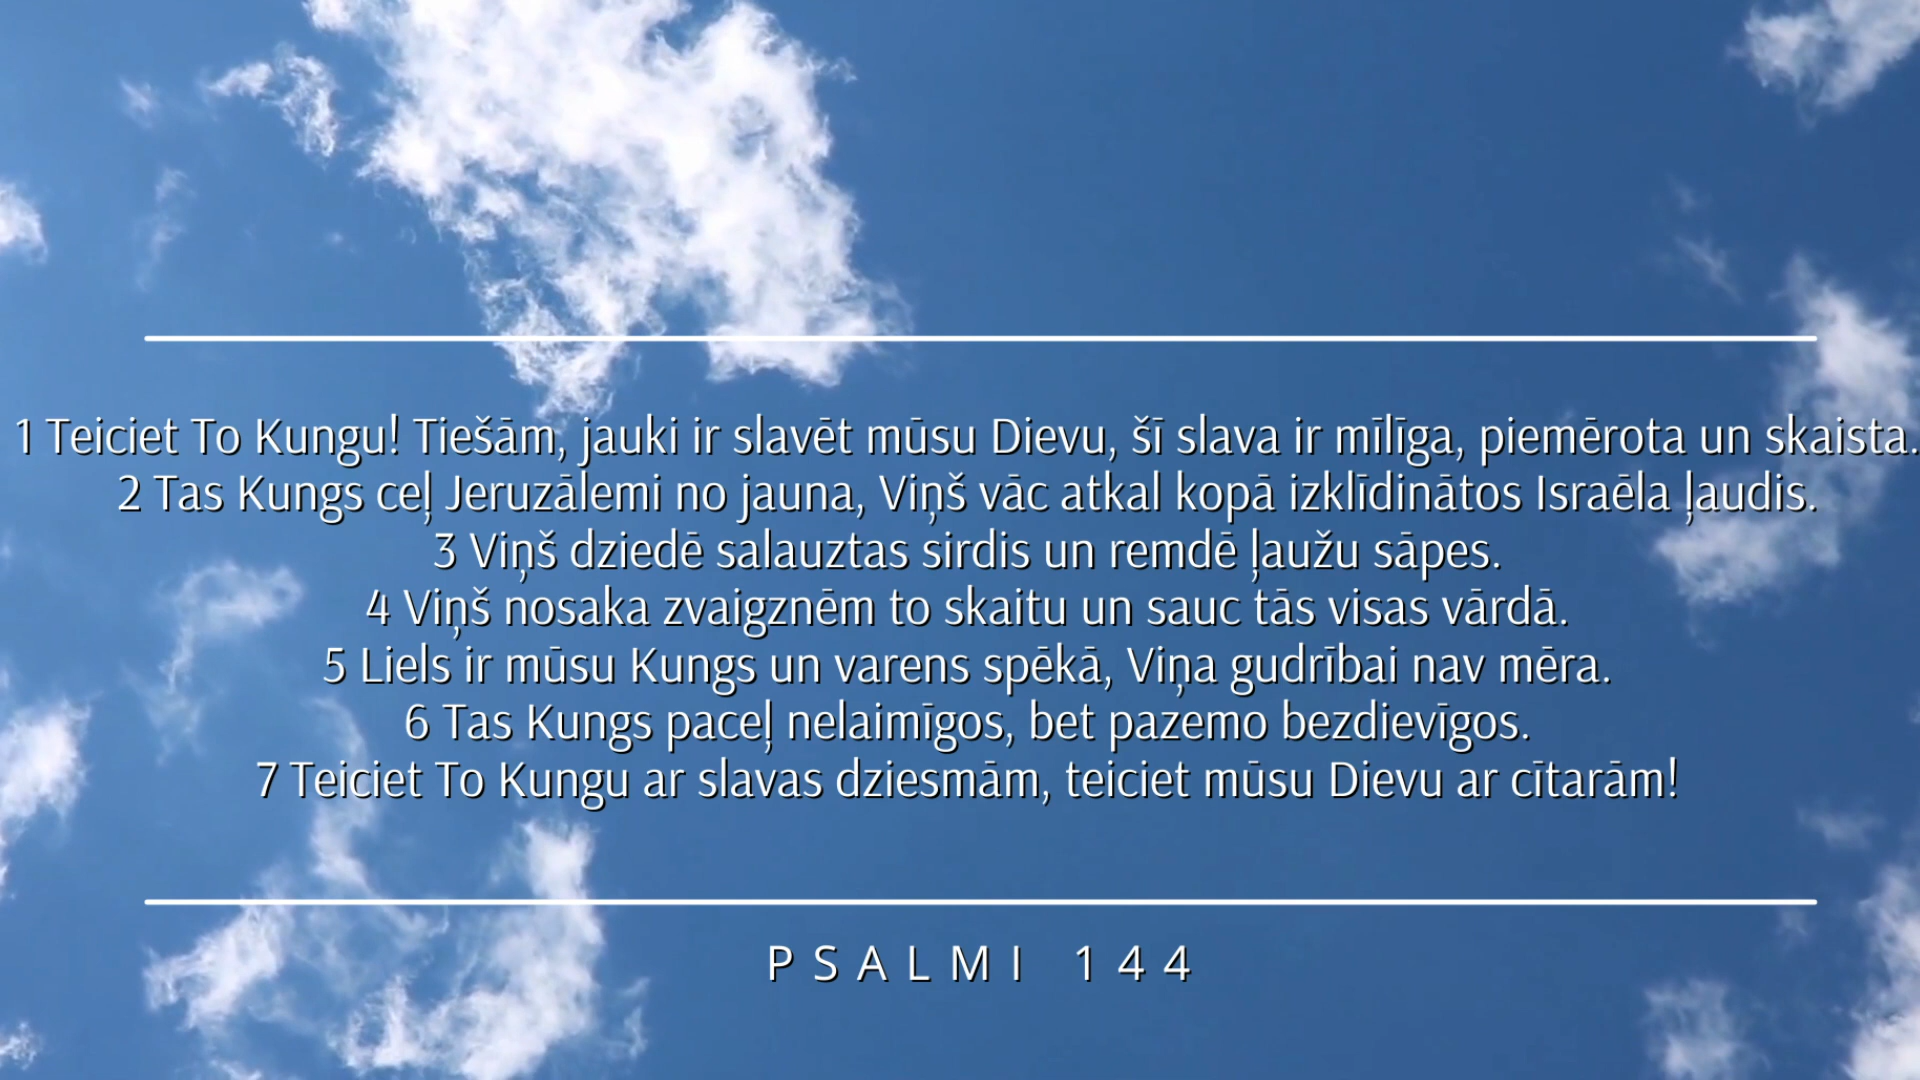 1 Teiciet To Kungu! Tiešām, jauki ir slavēt mūsu Dievu, šī slava ir mīlīga, piemērota un skaista.
2 Tas Kungs ceļ Jeruzālemi no jauna, Viņš vāc atkal kopā izklīdinātos Israēla ļaudis.
3 Viņš dziedē salauztas sirdis un remdē ļaužu sāpes.
4 Viņš nosaka zvaigznēm to skaitu un sauc tās visas vārdā.
5 Liels ir mūsu Kungs un varens spēkā, Viņa gudrībai nav mēra.
6 Tas Kungs paceļ nelaimīgos, bet pazemo bezdievīgos.
7 Teiciet To Kungu ar slavas dziesmām, teiciet mūsu Dievu ar cītarām!
PSALMI 144